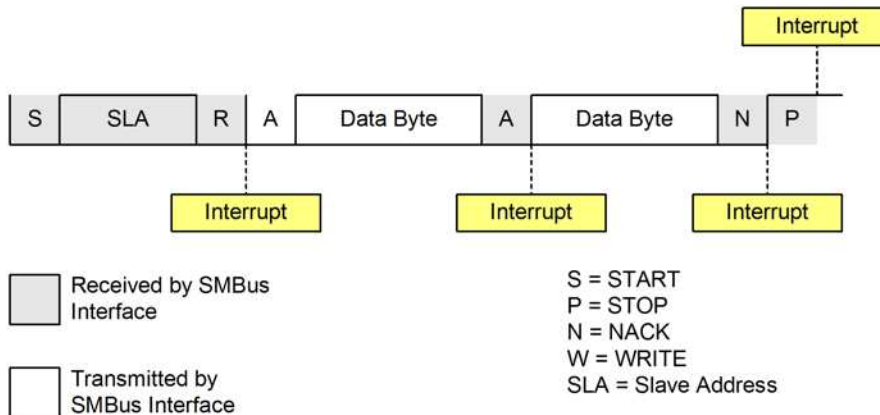 Interrupt
S SLA R A Data Byte A Data Byte N P
Interrupt Interrupt Interrupt
Received by SMBus
Interface
Transmitted by
SMBus Interface
S = START
P = STOP
N = NACK
W = WRITE
SLA = Slave Address